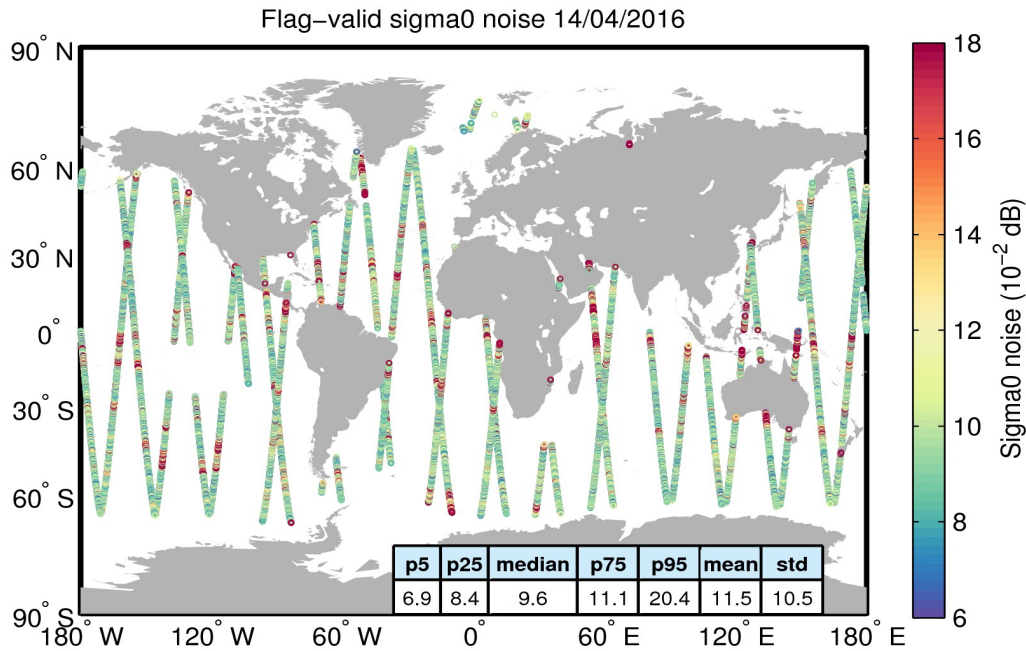 Flag-valid sigma0 noise 14/04/2016
90° N
60° N
30° N
0°
30° S
60° S
90° S
180° W
120° W
60° W
0°
60° E
120° E
180° E
p5 p25 median p75 p95 mean std
6.9 8.4 9.6 11.1 20.4 11.5 10.5
18
16
14
12
10
8
6
Sigma0 noise (10⁻² dB)